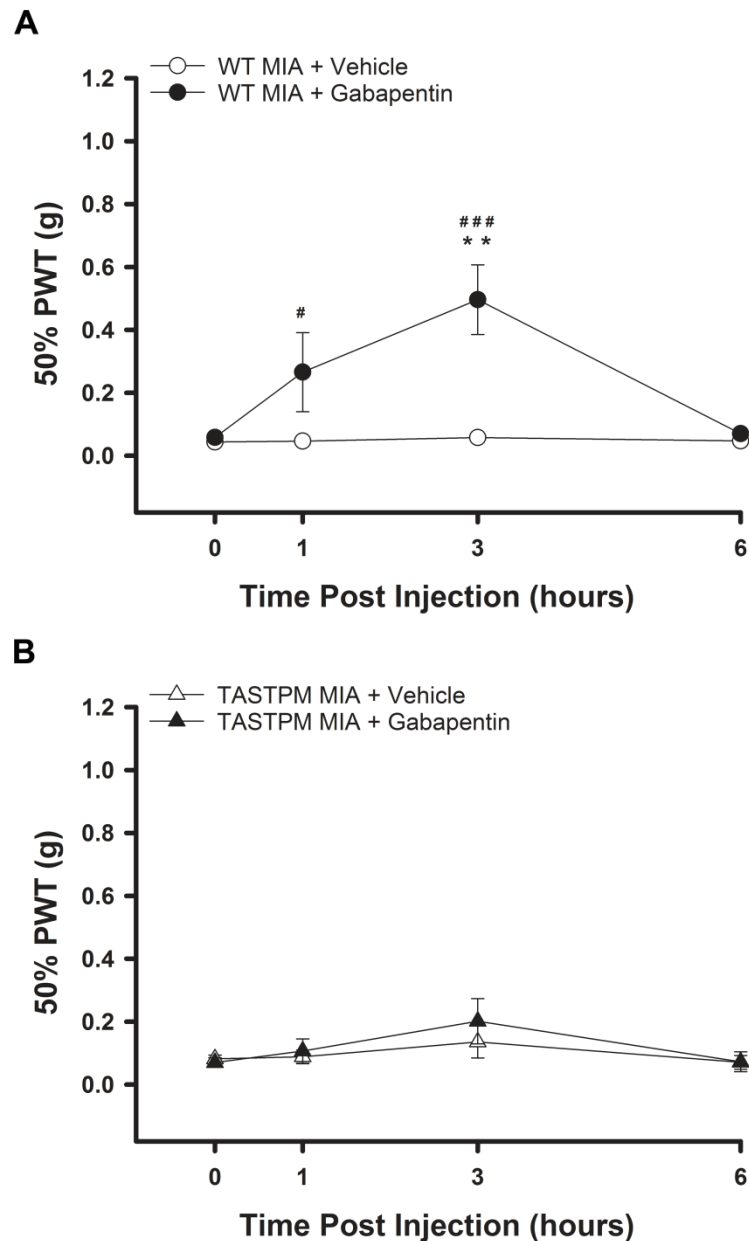 A
WT MIA + Vehicle
WT MIA + Gabapentin
1.2
1.0
0.8
0.6
0.4
0.2
0.0
50% PWT (g)
###
**
#
0 1 3 6
Time Post Injection (hours)
B
TASTPM MIA + Vehicle
TASTPM MIA + Gabapentin
1.2
1.0
0.8
0.6
0.4
0.2
0.0
50% PWT (g)
0 1 3 6
Time Post Injection (hours)